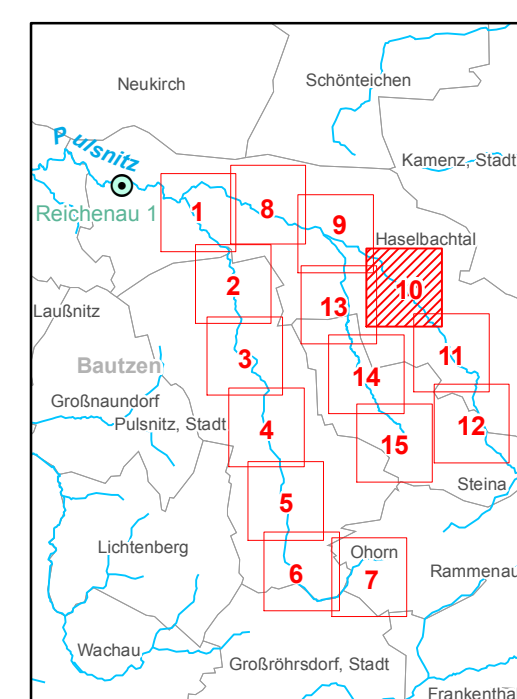 Neukirch
Schönteichen
Pulsnitz
Kamenz, Stadt
Reichenau 1
1
8
9
Haselbachtal
2
13
10
Laußnitz
3
14
11
Bautzen
Großnaundorf
Pulsnitz, Stadt
4
15
12
5
Steina
Lichtenberg
6
Ohorn
7
Rammenau
Wachau
Großröhrsdorf, Stadt
Frankentha